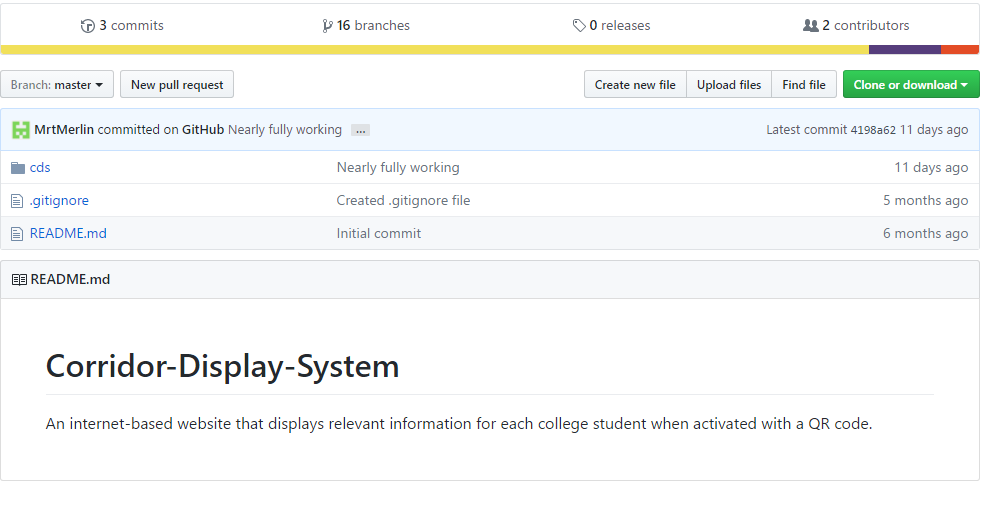 3 commits 16 branches 0 releases 2 contributors
Branch: master New pull request Create new file Upload files Find file Clone or download
MrtMerlin committed on GitHub Nearly fully working ... Latest commit 4198a62 11 days ago
cds Nearly fully working 11 days ago
.gitignore Created .gitignore file 5 months ago
README.md Initial commit 6 months ago
README.md
Corridor-Display-System
An internet-based website that displays relevant information for each college student when activated with a QR code.